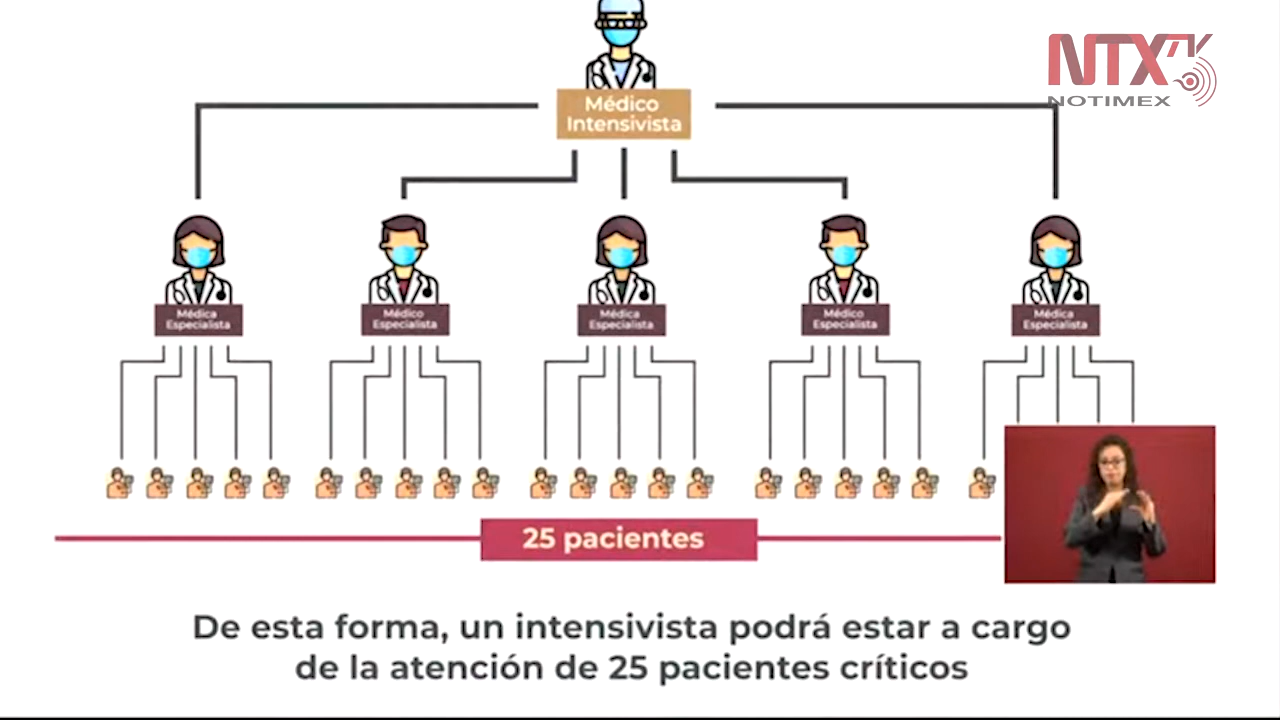 NTX
NOTIMEX
Médico
Intensivista
Médica
Especialista
Médico
Especialista
Médica
Especialista
Médico
Especialista
Médica
Especialista
25 pacientes
De esta forma, un intensivista podrá estar a cargo
de la atención de 25 pacientes críticos